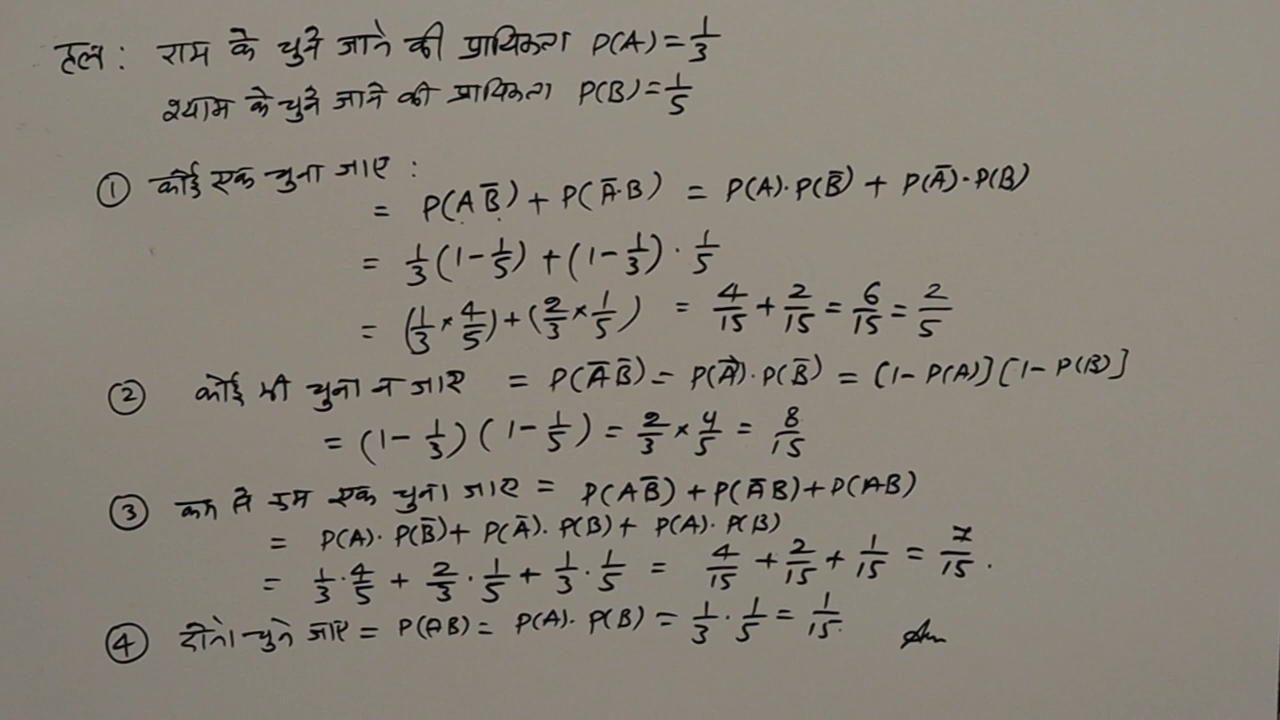 हल : राम के चुने जाने की प्रायिकता P(A) = 1/3
श्याम के चुने जाने की प्रायिकता P(B) = 1/5
① कोई एक चुना जाए :
= P(AB̅) + P(A̅·B) = P(A)·P(B̅) + P(A̅)·P(B)
= 1/3(1 - 1/5) + (1 - 1/3)·1/5
= (1/3 × 4/5) + (2/3 × 1/5) = 4/15 + 2/15 = 6/15 = 2/5
② कोई भी चुना न जाए = P(A̅B̅) = P(A̅)·P(B̅) = (1 - P(A)][1 - P(B)]
= (1 - 1/3)(1 - 1/5) = 2/3 × 4/5 = 8/15
③ कम से कम एक चुना जाए = P(AB̅) + P(A̅B) + P(AB)
= P(A)·P(B̅) + P(A̅)·P(B) + P(A)·P(B)
= 1/3·4/5 + 2/3·1/5 + 1/3·1/5 = 4/15 + 2/15 + 1/15 = 7/15.
④ दोनो चुने जाए = P(AB) = P(A)·P(B) = 1/3·1/5 = 1/15. Ans